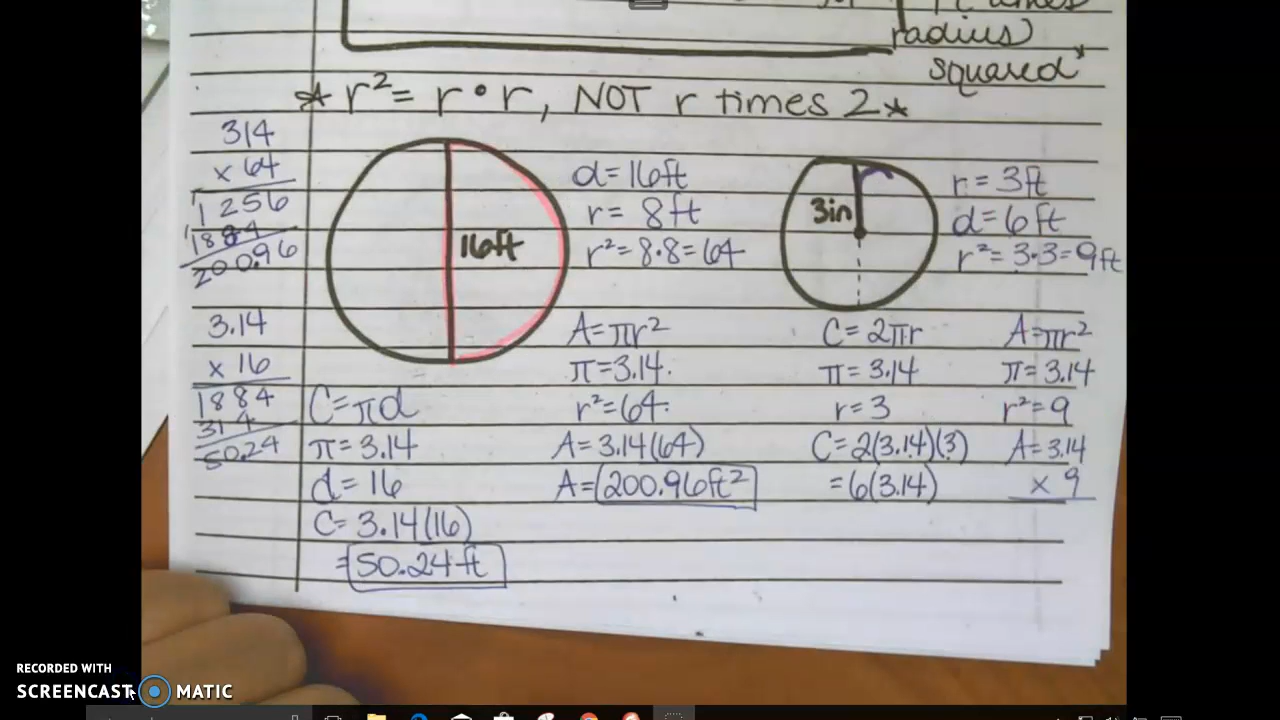 radius
squared*
* r² = r • r, NOT r times 2 *
314
x 64
1256
1884
200.96
3.14
x 16
1884
314
50.24
16ft
d = 16ft
r = 8ft
r² = 8·8 = 64
C = πd
π = 3.14
d = 16
C = 3.14(16)
= 50.24 ft
A = πr²
π = 3.14.
r² = 64.
A = 3.14(64)
A = 200.96ft²
3in
r
r = 3ft
d = 6ft
r² = 3·3 = 9ft
C = 2πr
π = 3.14
r = 3
C = 2(3.14)(3)
= 6(3.14)
A = πr²
π = 3.14
r² = 9
A = 3.14
x 9
RECORDED WITH
SCREENCAST MATIC